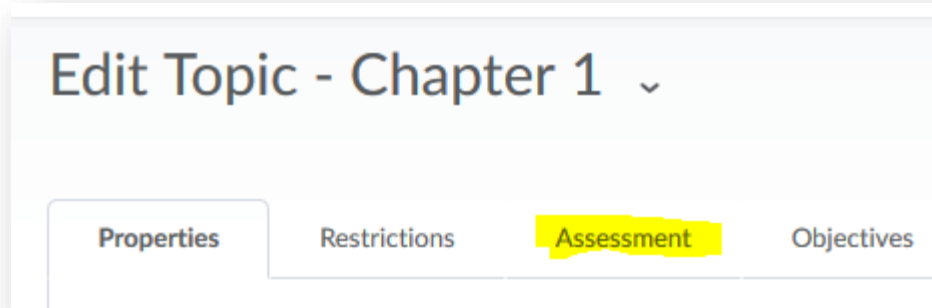 Edit Topic - Chapter 1
Properties Restrictions Assessment Objectives